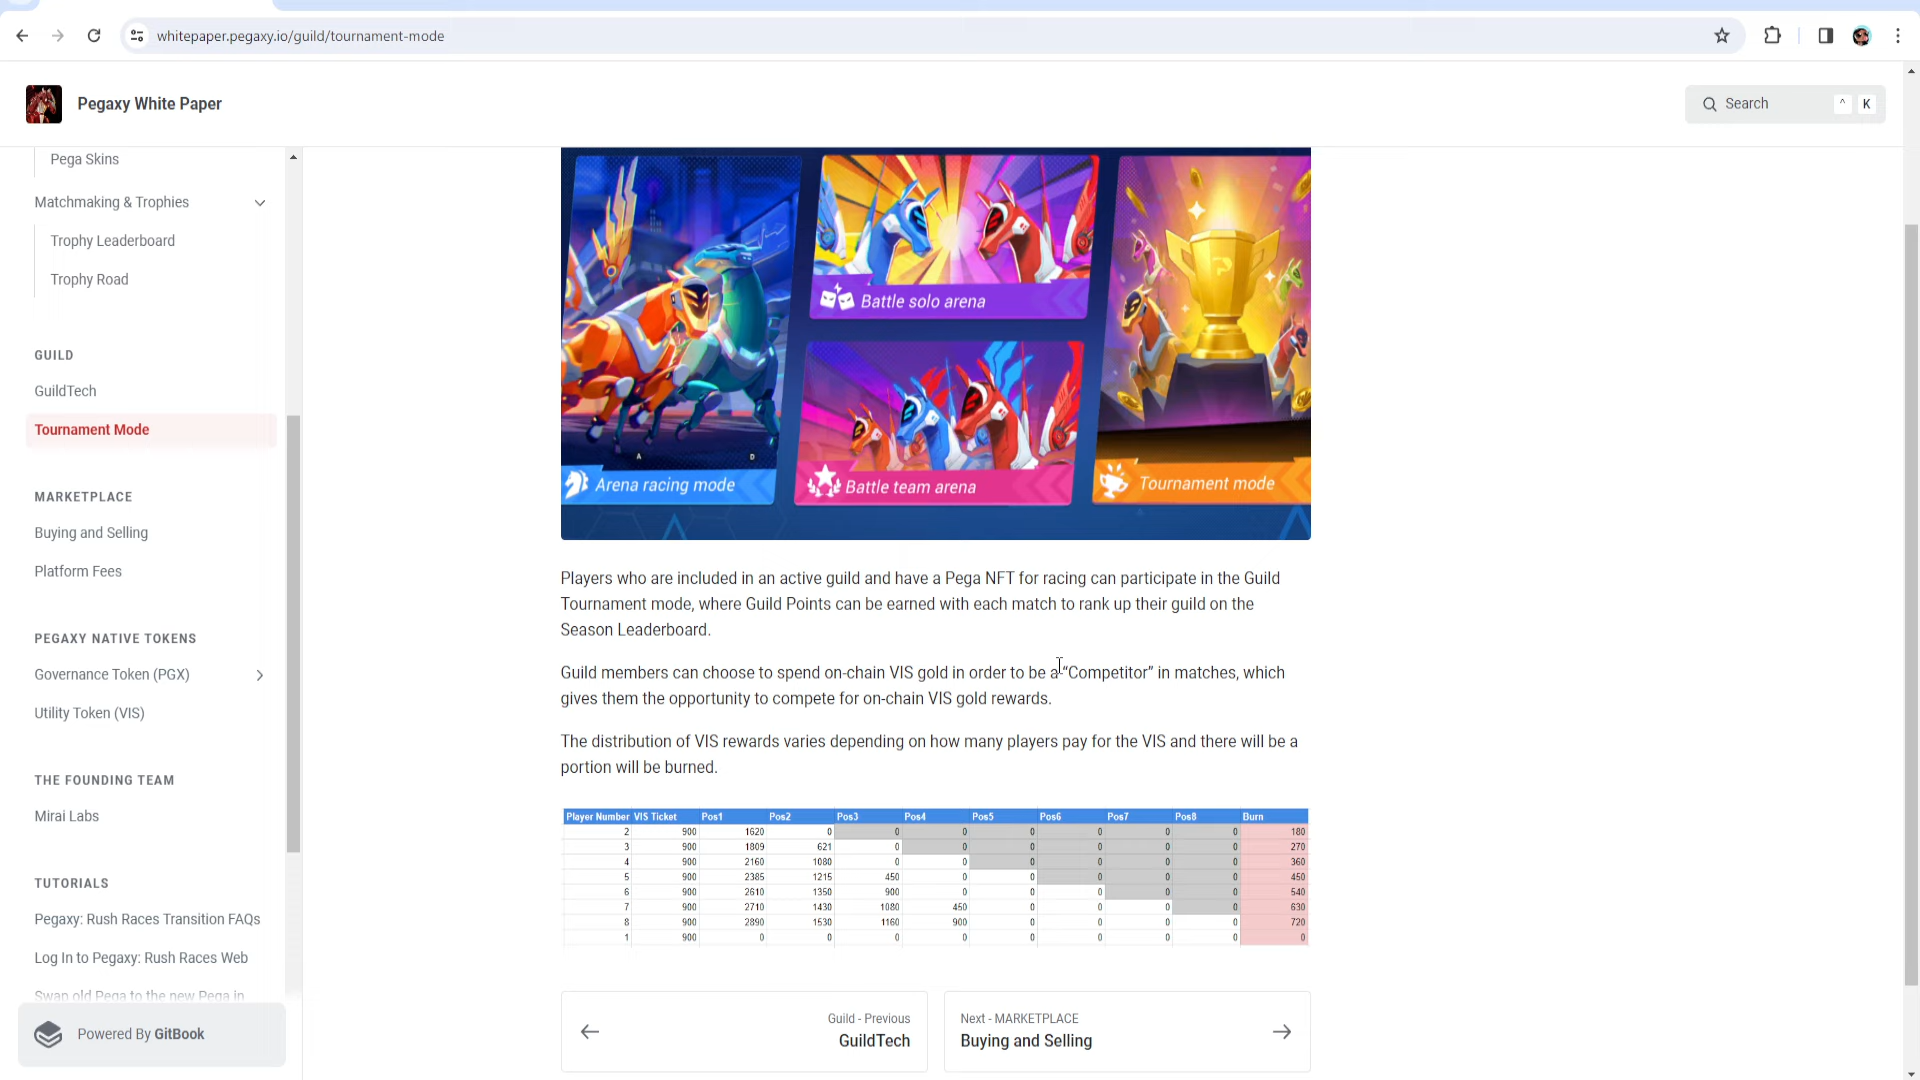 whitepaper.pegaxy.io/guild/tournament-mode
Pegaxy White Paper
Search
^
K
Pega Skins
Matchmaking & Trophies
Trophy Leaderboard
Trophy Road
GUILD
GuildTech
Tournament Mode
MARKETPLACE
Buying and Selling
Platform Fees
PEGAXY NATIVE TOKENS
Governance Token (PGX)
Utility Token (VIS)
THE FOUNDING TEAM
Mirai Labs
TUTORIALS
Pegaxy: Rush Races Transition FAQs
Log In to Pegaxy: Rush Races Web
Swap old Pega to the new Pega in
Powered By GitBook
Battle solo arena
A D
Arena racing mode
Battle team arena
Tournament mode
Players who are included in an active guild and have a Pega NFT for racing can participate in the Guild
Tournament mode, where Guild Points can be earned with each match to rank up their guild on the
Season Leaderboard.
Guild members can choose to spend on-chain VIS gold in order to be a “Competitor” in matches, which
gives them the opportunity to compete for on-chain VIS gold rewards.
The distribution of VIS rewards varies depending on how many players pay for the VIS and there will be a
portion will be burned.
Player Number VIS Ticket Pos1 Pos2 Pos3 Pos4 Pos5 Pos6 Pos7 Pos8 Burn
2 900 1620 0 0 0 0 0 0 0 180
3 900 1809 621 0 0 0 0 0 0 270
4 900 2160 1080 0 0 0 0 0 0 360
5 900 2385 1215 450 0 0 0 0 0 450
6 900 2610 1350 900 0 0 0 0 0 540
7 900 2710 1430 1080 450 0 0 0 0 630
8 900 2890 1530 1160 900 0 0 0 0 720
1 900 0 0 0 0 0 0 0 0 0
Guild - Previous
GuildTech
Next - MARKETPLACE
Buying and Selling